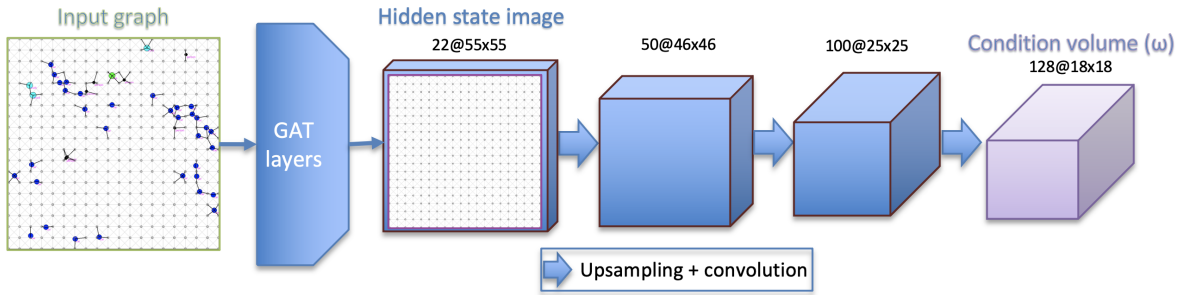 Input graph
Hidden state image
22@55x55
50@46x46
100@25x25
Condition volume (ω)
128@18x18
GAT
layers
Upsampling + convolution